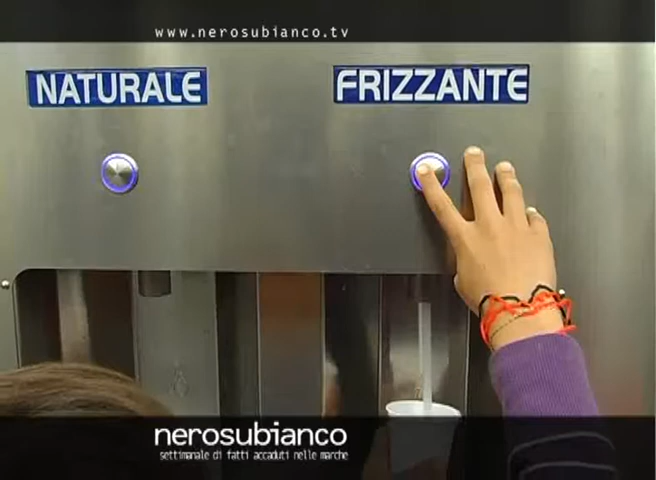 www.nerosubianco.tv
NATURALE
FRIZZANTE
nerosubianco
settimanale di fatti accaduti nelle marche